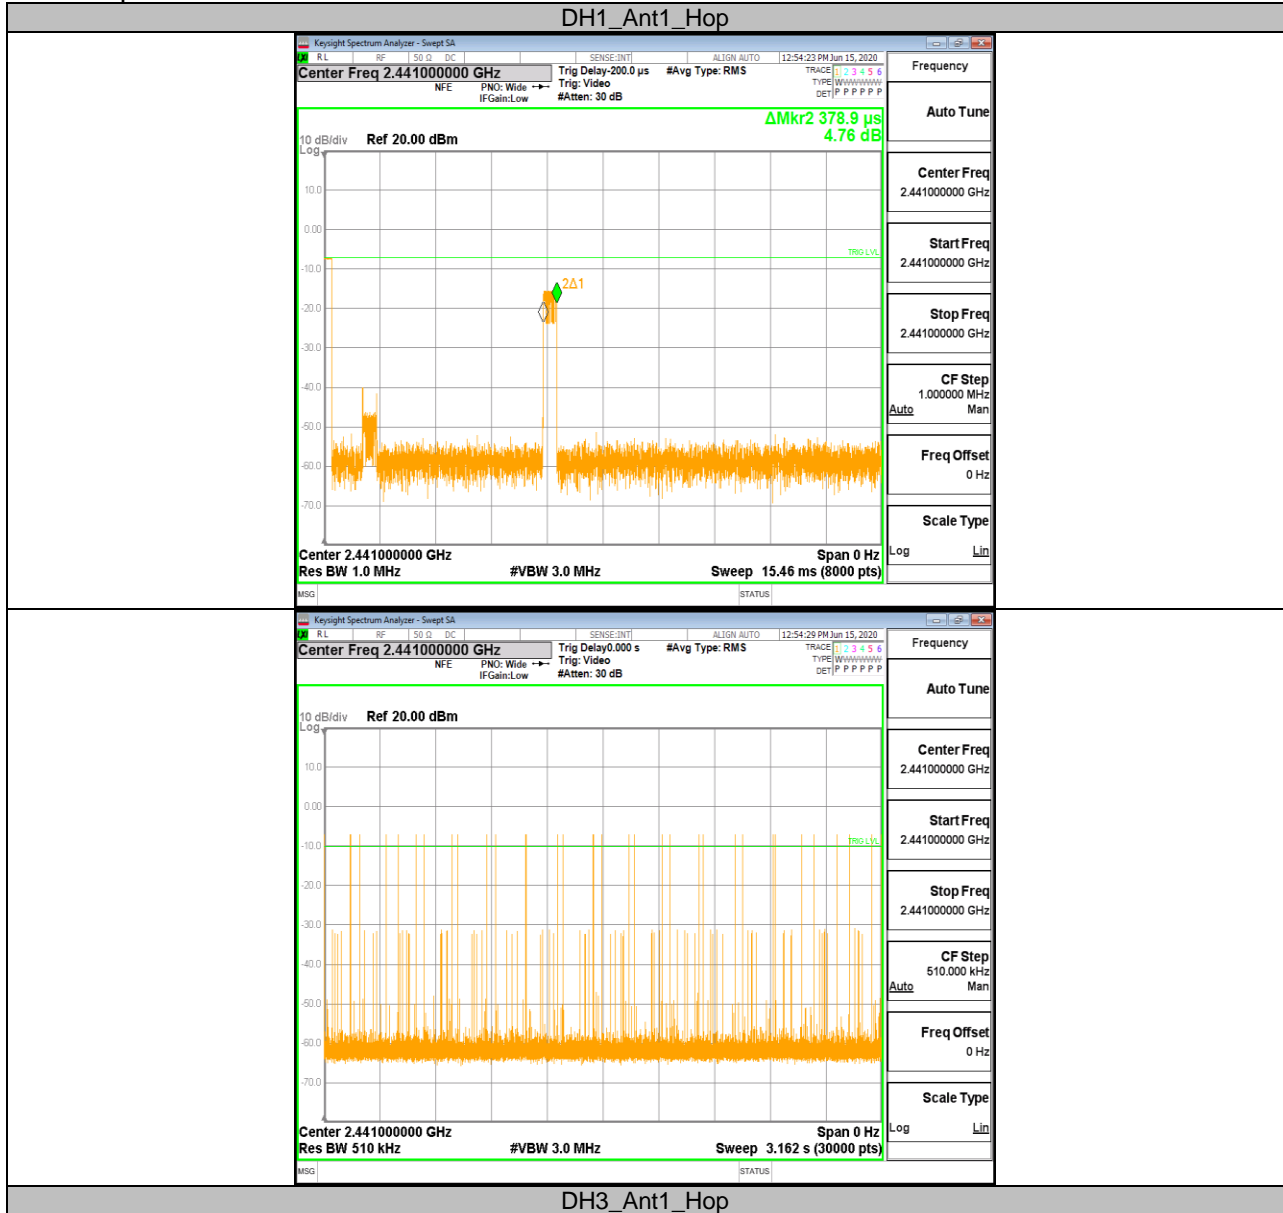 DH1_Ant1_Hop
Keysight Spectrum Analyzer - Swept SA
LXI RL RF 50 Ω DC SENSE:INT ALIGN AUTO 12:54:23 PM Jun 15, 2020
Center Freq 2.441000000 GHz Trig Delay-200.0 µs #Avg Type: RMS TRACE 1 2 3 4 5 6
NFE PNO: Wide Trig: Video TYPE WWWWWW
IFGain:Low #Atten: 30 dB DET P P P P P P
ΔMkr2 378.9 µs
4.76 dB
10 dB/div Ref 20.00 dBm
Log
10.0
0.00
TRIG LVL
-10.0
2Δ1
-20.0
-30.0
-40.0
-50.0
-60.0
-70.0
Center 2.441000000 GHz Span 0 Hz
Res BW 1.0 MHz #VBW 3.0 MHz Sweep 15.46 ms (8000 pts)
MSG STATUS
Frequency
Auto Tune
Center Freq
2.441000000 GHz
Start Freq
2.441000000 GHz
Stop Freq
2.441000000 GHz
CF Step
1.000000 MHz
Auto Man
Freq Offset
0 Hz
Scale Type
Log Lin
Keysight Spectrum Analyzer - Swept SA
LXI RL RF 50 Ω DC SENSE:INT ALIGN AUTO 12:54:29 PM Jun 15, 2020
Center Freq 2.441000000 GHz Trig Delay0.000 s #Avg Type: RMS TRACE 1 2 3 4 5 6
NFE PNO: Wide Trig: Video TYPE WWWWWW
IFGain:Low #Atten: 30 dB DET P P P P P P
10 dB/div Ref 20.00 dBm
Log
10.0
0.00
TRIG LVL
-10.0
-20.0
-30.0
-40.0
-50.0
-60.0
-70.0
Center 2.441000000 GHz Span 0 Hz
Res BW 510 kHz #VBW 3.0 MHz Sweep 3.162 s (30000 pts)
MSG STATUS
Frequency
Auto Tune
Center Freq
2.441000000 GHz
Start Freq
2.441000000 GHz
Stop Freq
2.441000000 GHz
CF Step
510.000 kHz
Auto Man
Freq Offset
0 Hz
Scale Type
Log Lin
DH3_Ant1_Hop